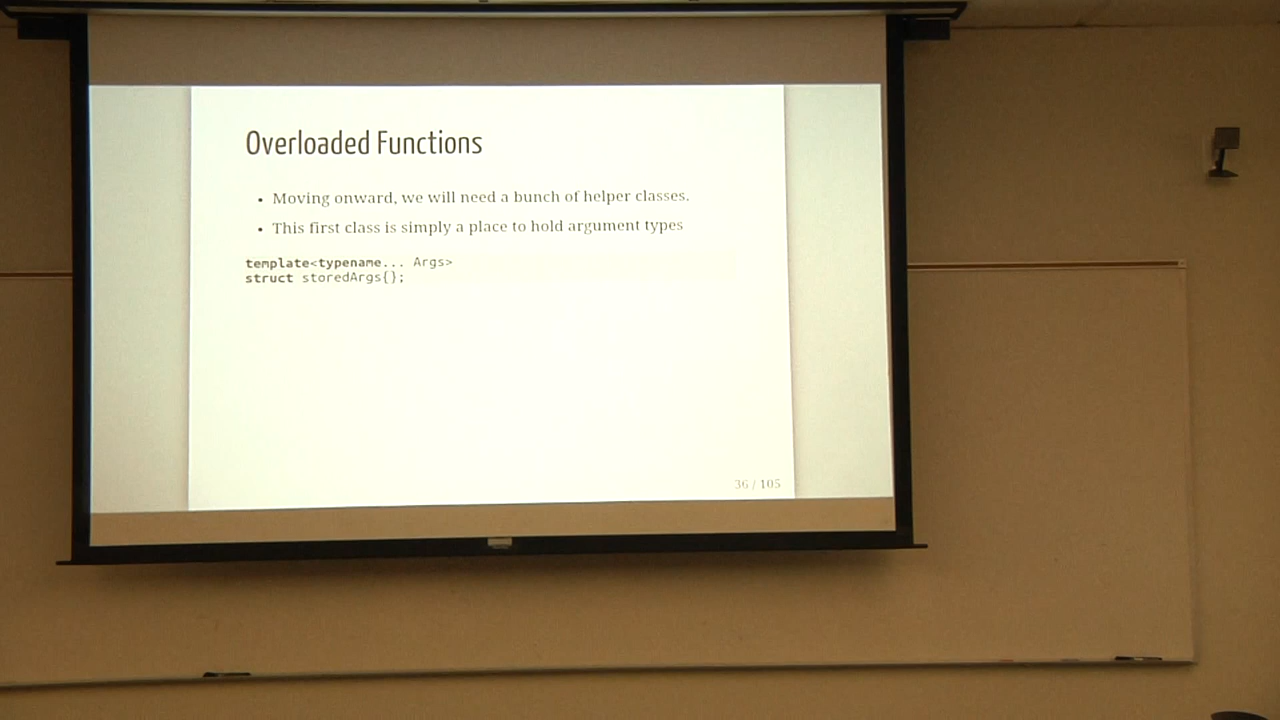 Overloaded Functions
• Moving onward, we will need a bunch of helper classes.
• This first class is simply a place to hold argument types
template<typename... Args>
struct storedArgs{};
36 / 105